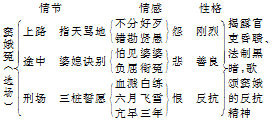 情节 情感 性格
窦娥冤（选场）
上路 指天骂地 不分好歹 错勘贤愚 怨 刚烈
途中 婆媳诀别 怕见婆婆 负屈衔冤 悲 善良
刑场 三桩誓愿 血溅白练 六月飞雪 亢旱三年 恨 反抗
揭露官吏昏聩、法制黑暗，歌颂窦娥的反抗精神